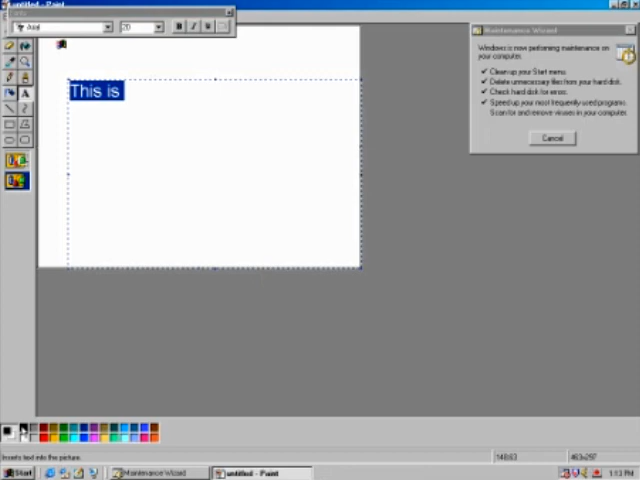 untitled - Paint
Fonts
Arial
20
B
I
U
This is
A
Maintenance Wizard
Windows is now performing maintenance on
your computer.
Clean up your Start menu.
Delete unnecessary files from your hard disk.
Check hard disk for errors.
Speed up your most frequently used programs.
Scan for and remove viruses in your computer.
Cancel
Inserts text into the picture.
463x297
Start
Maintenance Wizard
untitled - Paint
1:13 PM